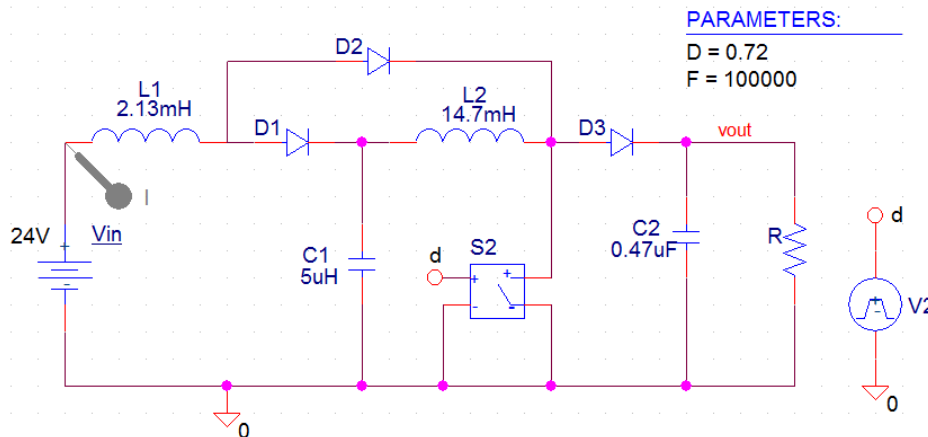 PARAMETERS:
D = 0.72
F = 100000
D2
L1
2.13mH
L2
14.7mH
D1
D3
vout
I
d
24V
Vin
+
-
C1
5uH
d
S2
+
-
+
-
C2
0.47uF
R
+
-
V2
0
0